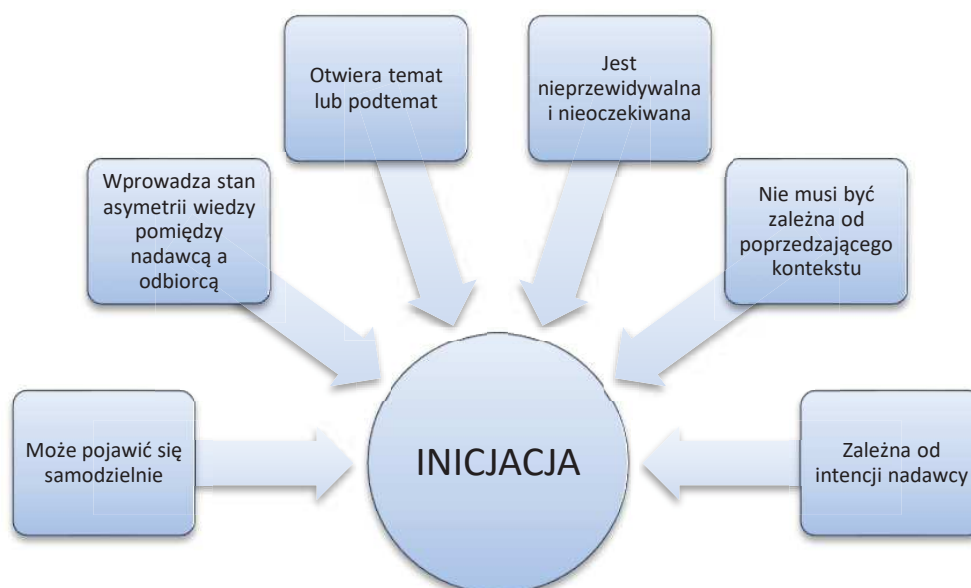 Otwiera temat
lub podtemat
Jest
nieprzewidywalna
i nieoczekiwana
Wprowadza stan
asymetrii wiedzy
pomiędzy
nadawcą a
odbiorcą
Nie musi być
zależna od
poprzedzającego
kontekstu
Może pojawić się
samodzielnie
INICJACJA
Zależna od
intencji nadawcy